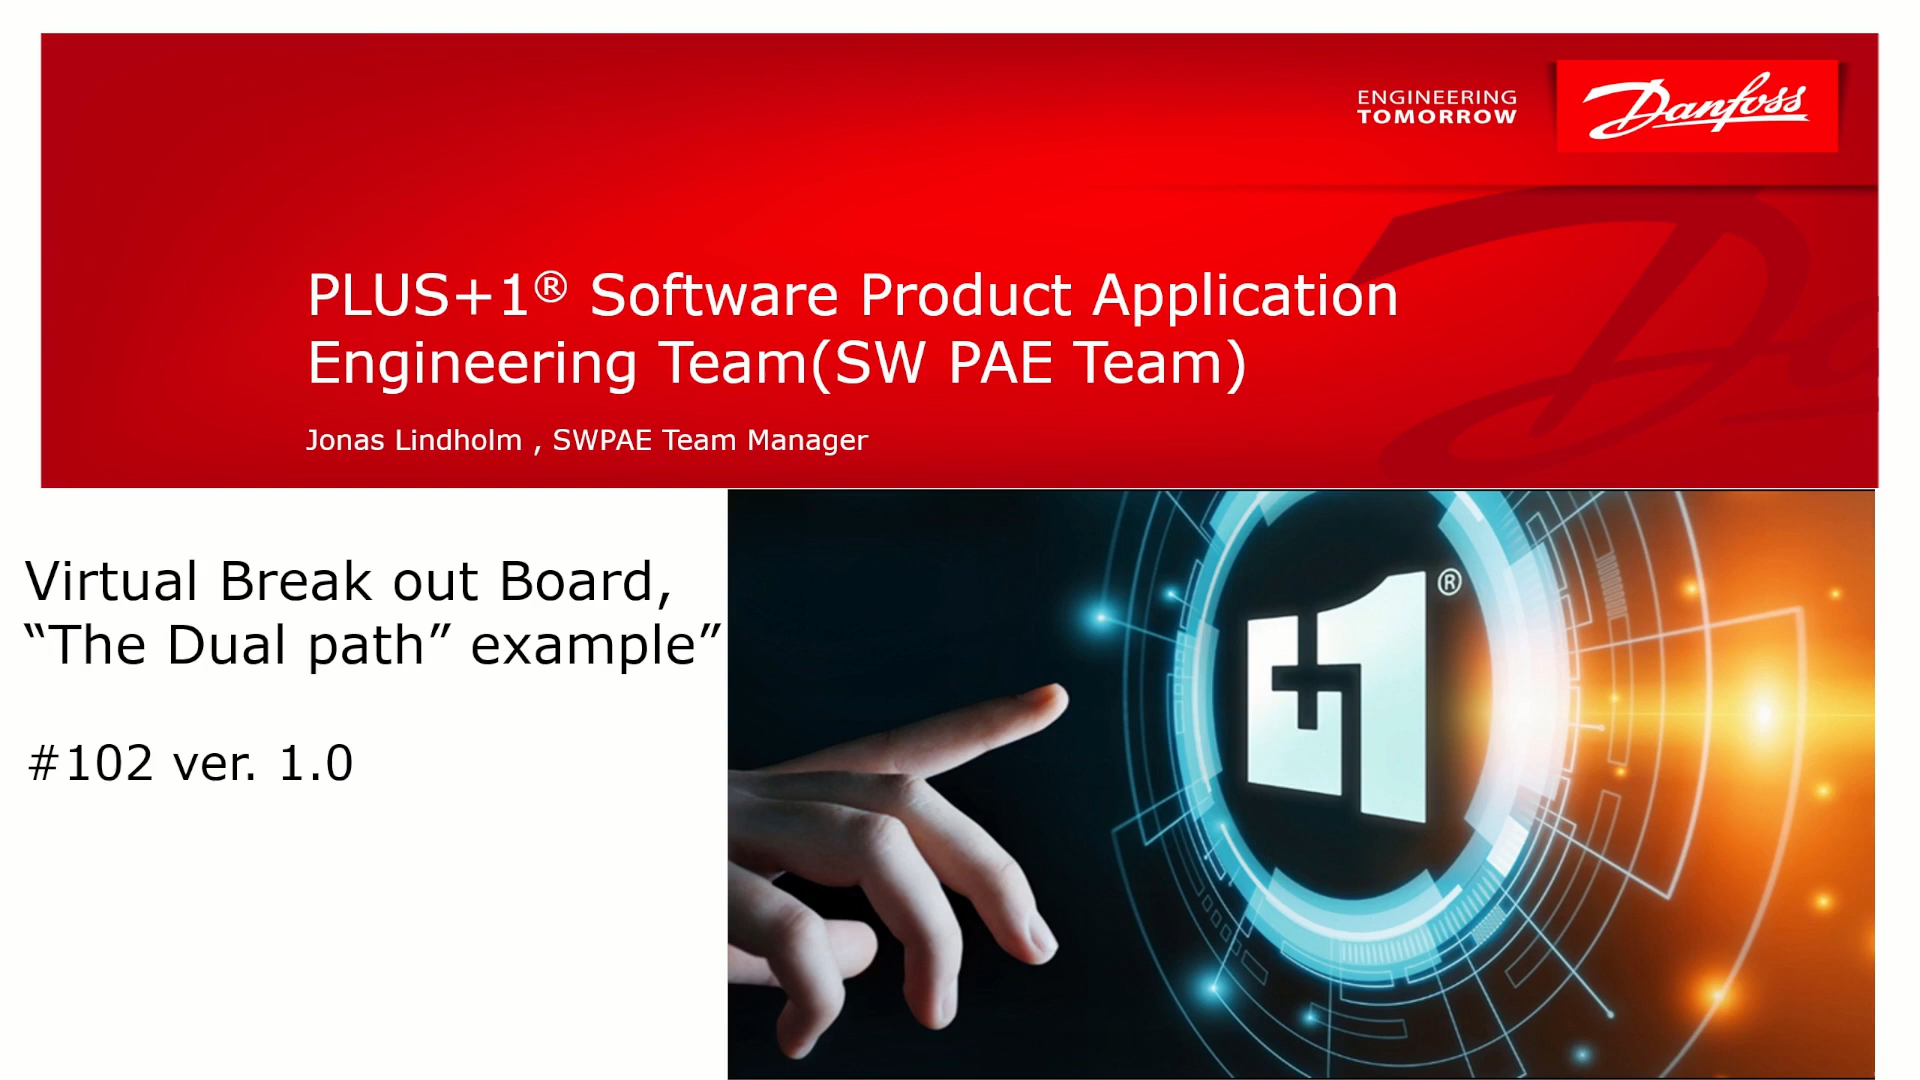 ENGINEERING
TOMORROW
Danfoss
PLUS+1® Software Product Application
Engineering Team(SW PAE Team)
Jonas Lindholm , SWPAE Team Manager
Virtual Break out Board,
“The Dual path” example”
#102 ver. 1.0
+1®